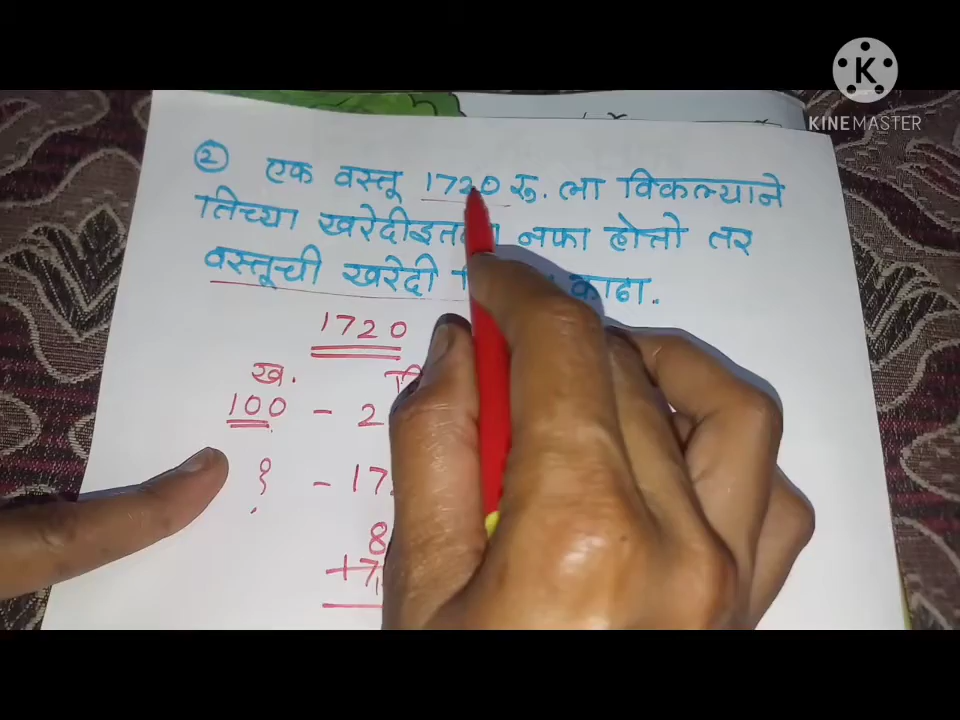 K
KINEMASTER
② एक वस्तू 1720 रू. ला विकल्याने
तिच्या खरेदीइतका नफा होतो तर
वस्तूची खरेदी काढा.
1720
ख.
100 - 2
? - 17
8
+7